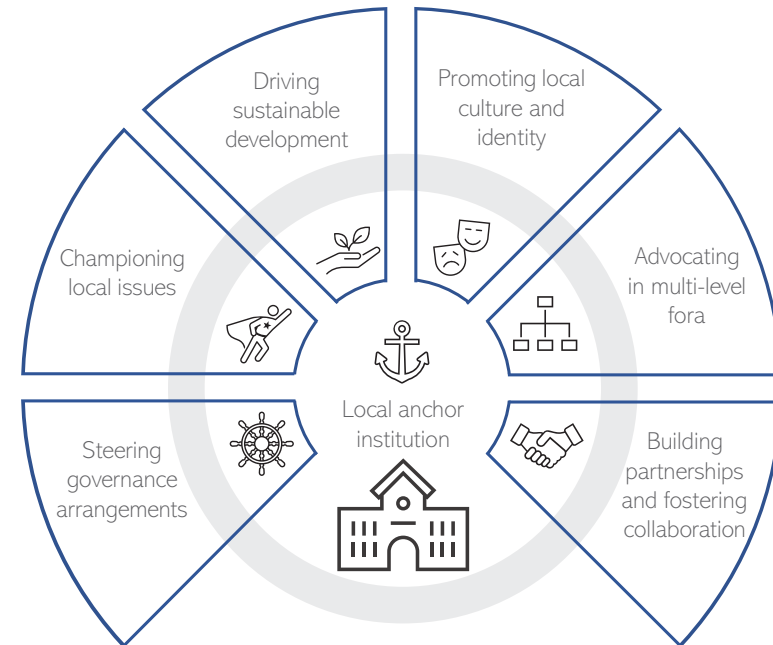 Driving
sustainable
development
Promoting local
culture and
identity
Championing
local issues
Advocating
in multi-level
fora
Local anchor
institution
Steering
governance
arrangements
Building
partnerships
and fostering
collaboration